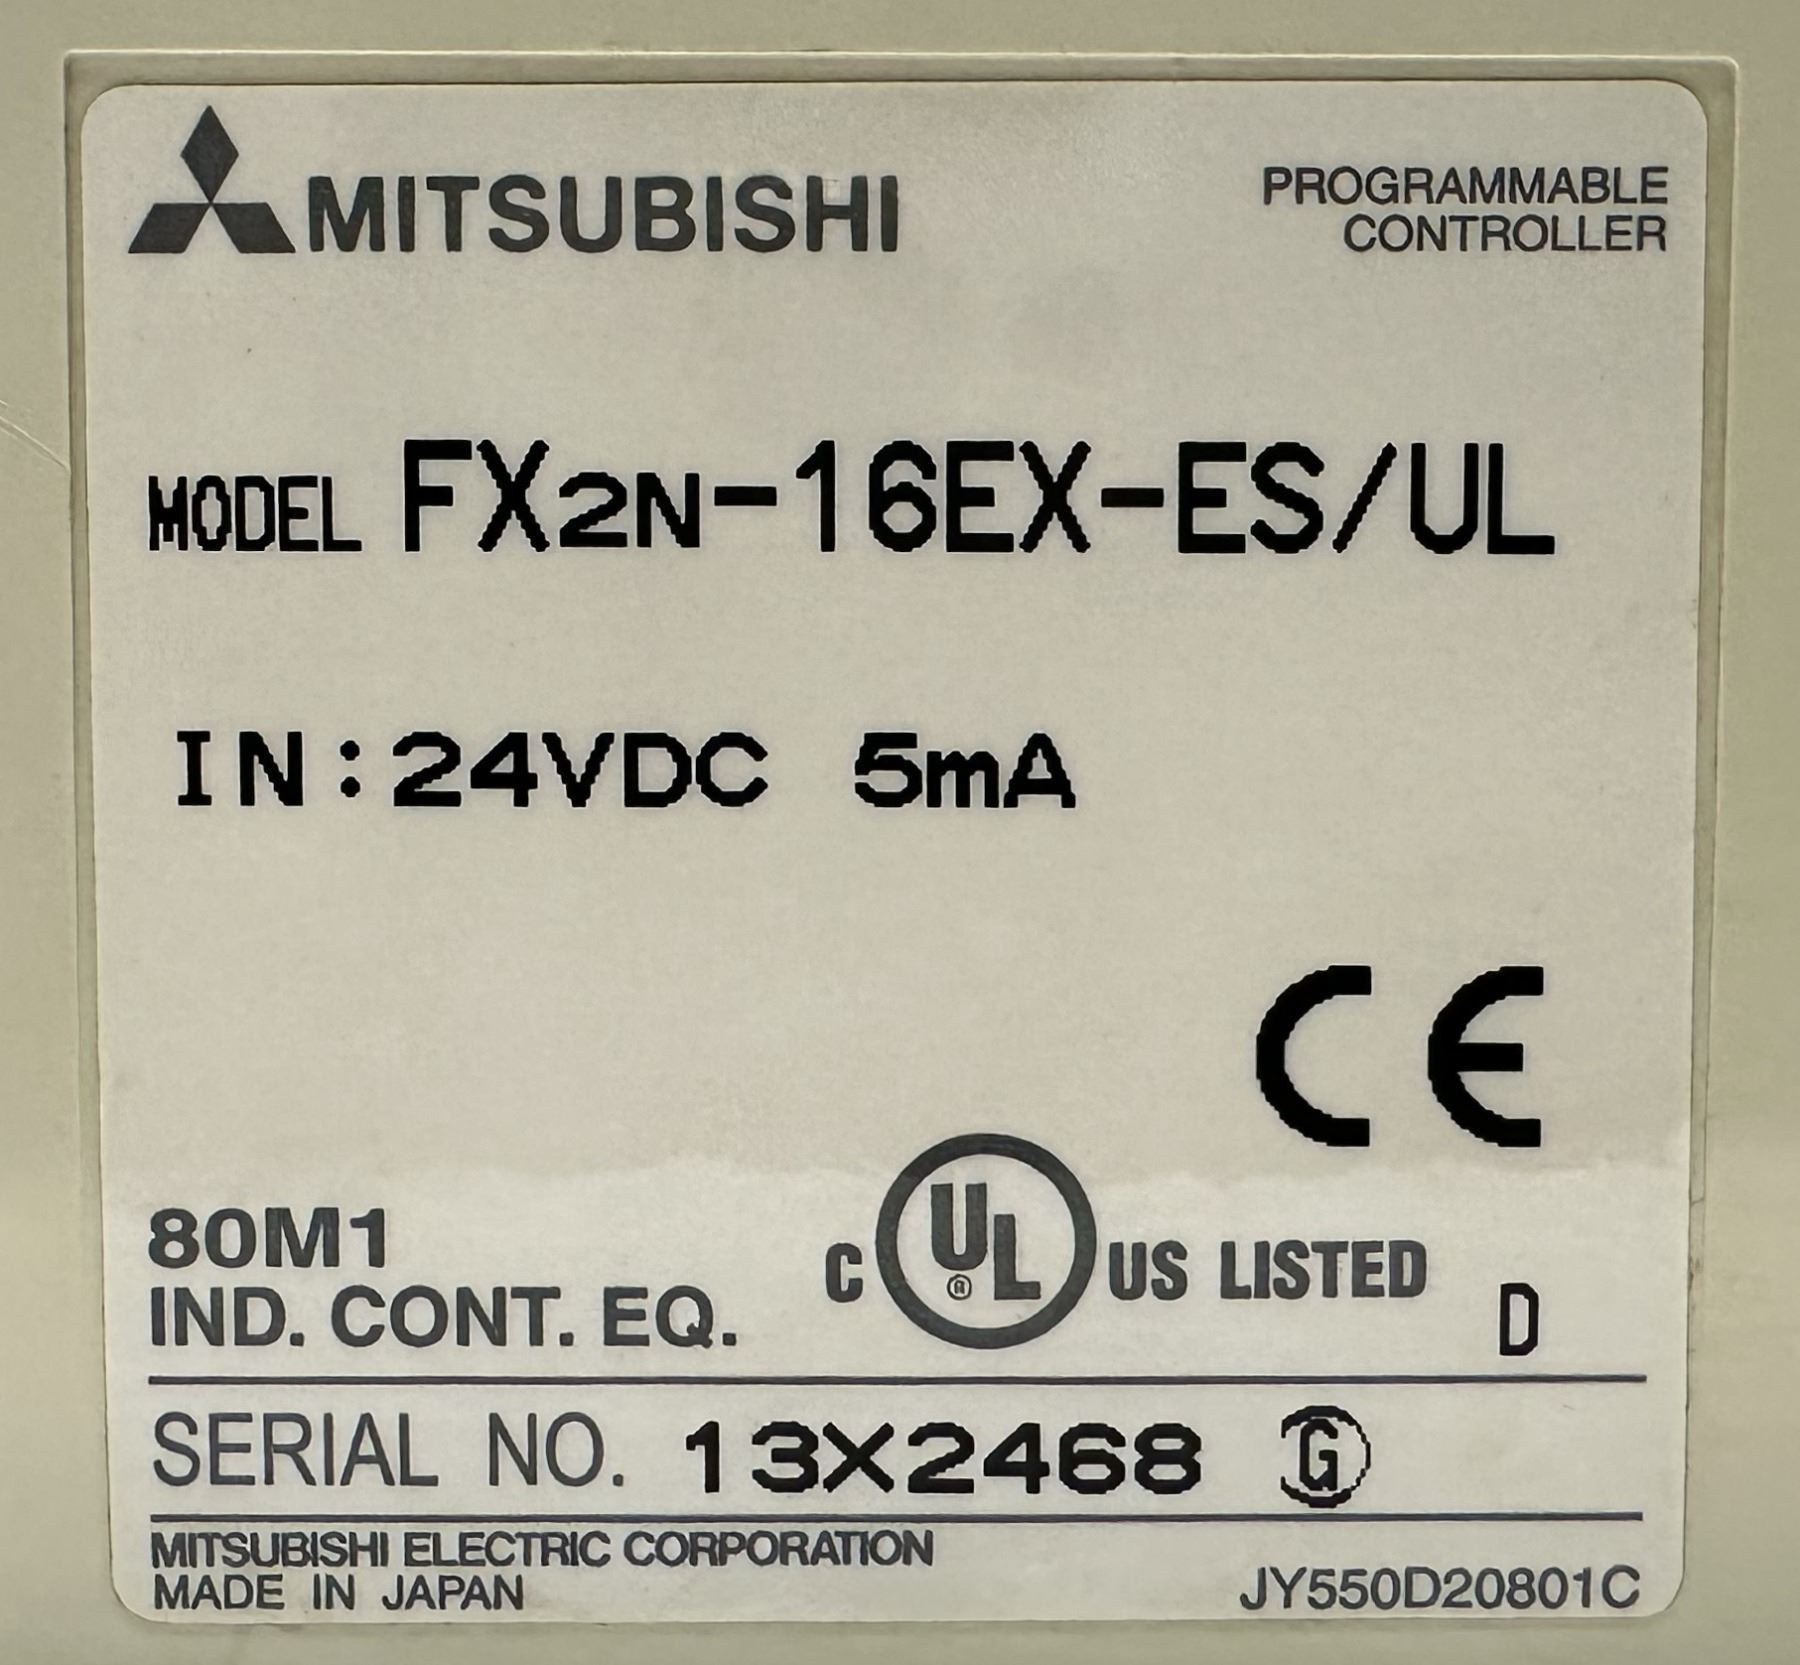 MITSUBISHI
PROGRAMMABLE
CONTROLLER
MODEL FX2N-16EX-ES/UL
IN:24VDC 5mA
CE
80M1
IND. CONT. EQ.
C UL ® US LISTED
D
SERIAL NO. 13X2468 G
MITSUBISHI ELECTRIC CORPORATION
MADE IN JAPAN
JY550D20801C